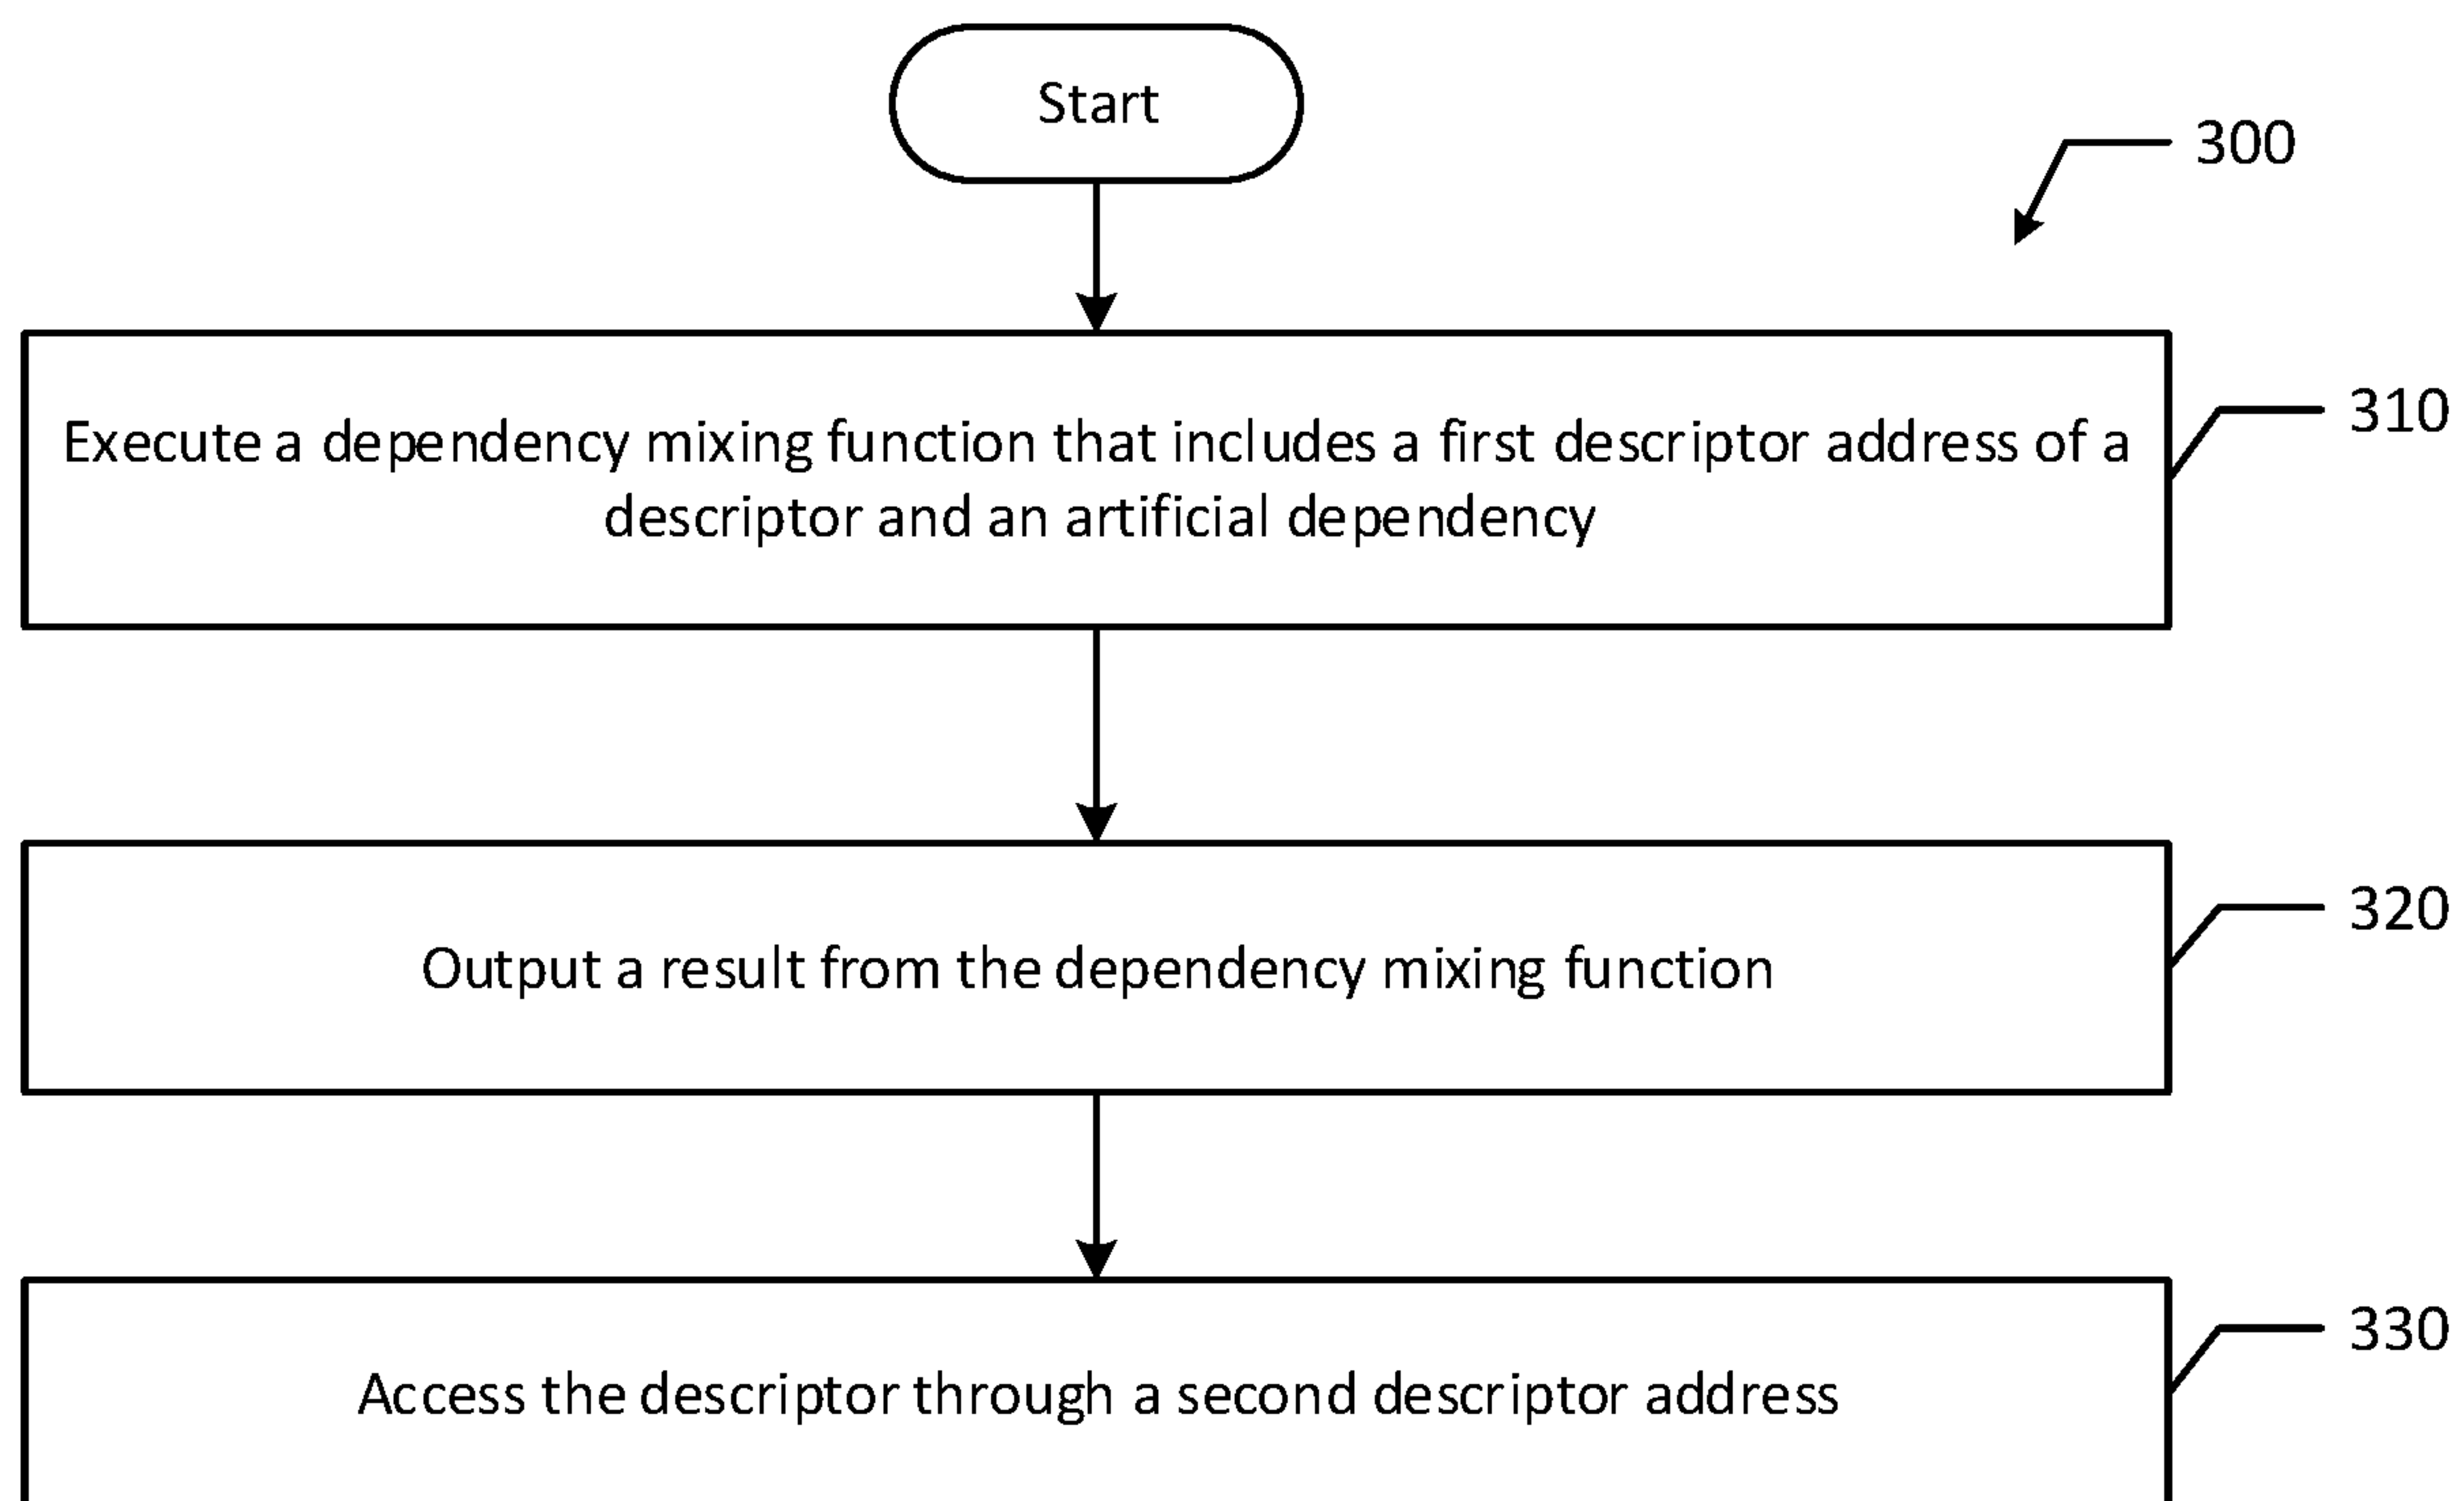 Start
300
Execute a dependency mixing function that includes a first descriptor address of a
descriptor and an artificial dependency
310
Output a result from the dependency mixing function
320
Access the descriptor through a second descriptor address
330